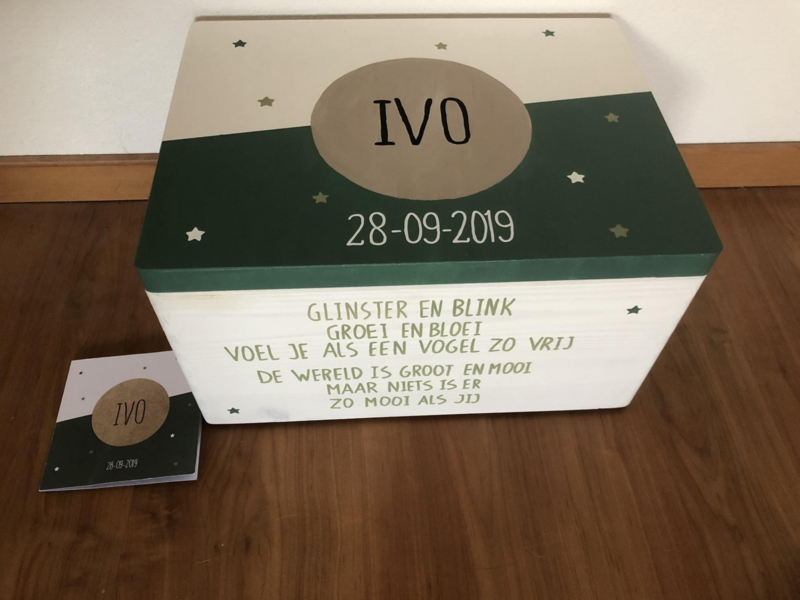 IVO
28-09-2019
GLINSTER EN BLINK
GROEI EN BLOEI
VOEL JE ALS EEN VOGEL ZO VRIJ
DE WERELD IS GROOT EN MOOI
MAAR NIETS IS ER
ZO MOOI ALS JIJ
IVO
28-09-2019